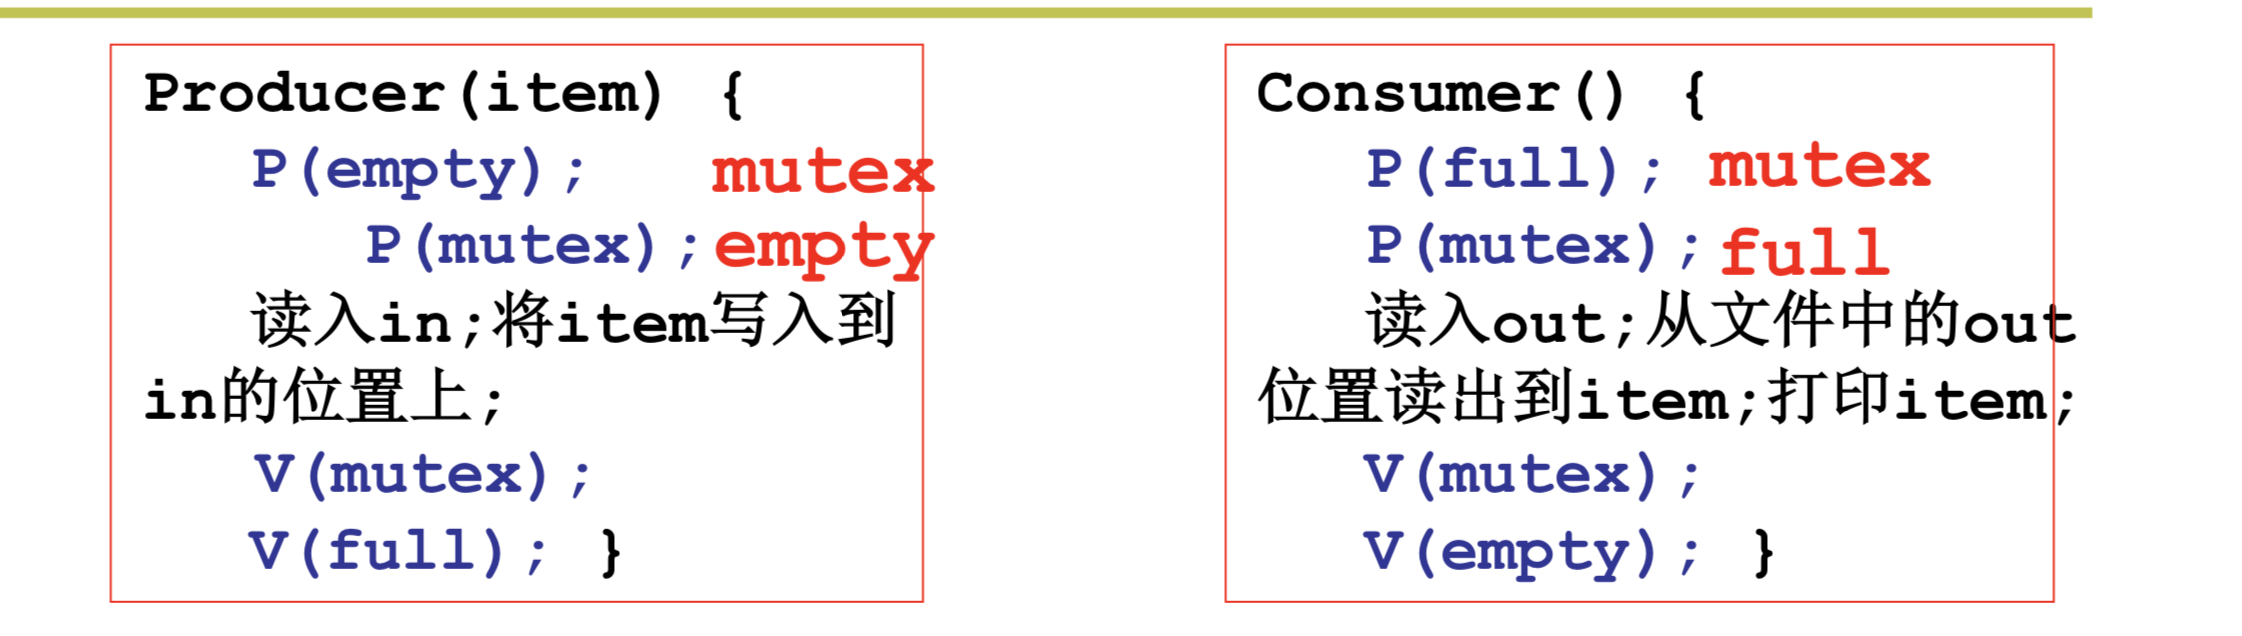 Producer(item) {
P(empty); mutex
P(mutex);empty
读入in;将item写入到
in的位置上;
V(mutex);
V(full); }
Consumer() {
P(full); mutex
P(mutex);full
读入out;从文件中的out
位置读出到item;打印item;
V(mutex);
V(empty); }